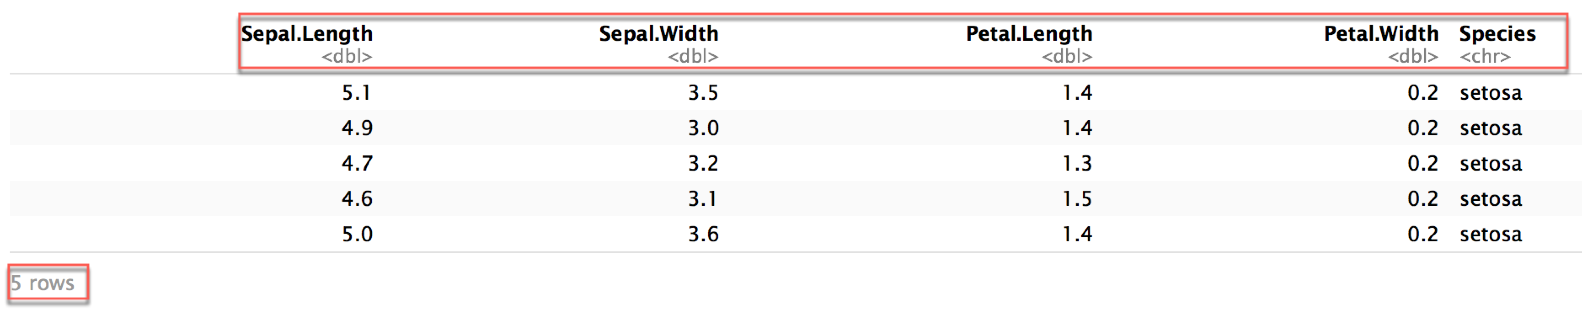 Sepal.Length Sepal.Width Petal.Length Petal.Width Species
<dbl> <dbl> <dbl> <dbl> <chr>
5.1 3.5 1.4 0.2 setosa
4.9 3.0 1.4 0.2 setosa
4.7 3.2 1.3 0.2 setosa
4.6 3.1 1.5 0.2 setosa
5.0 3.6 1.4 0.2 setosa
5 rows